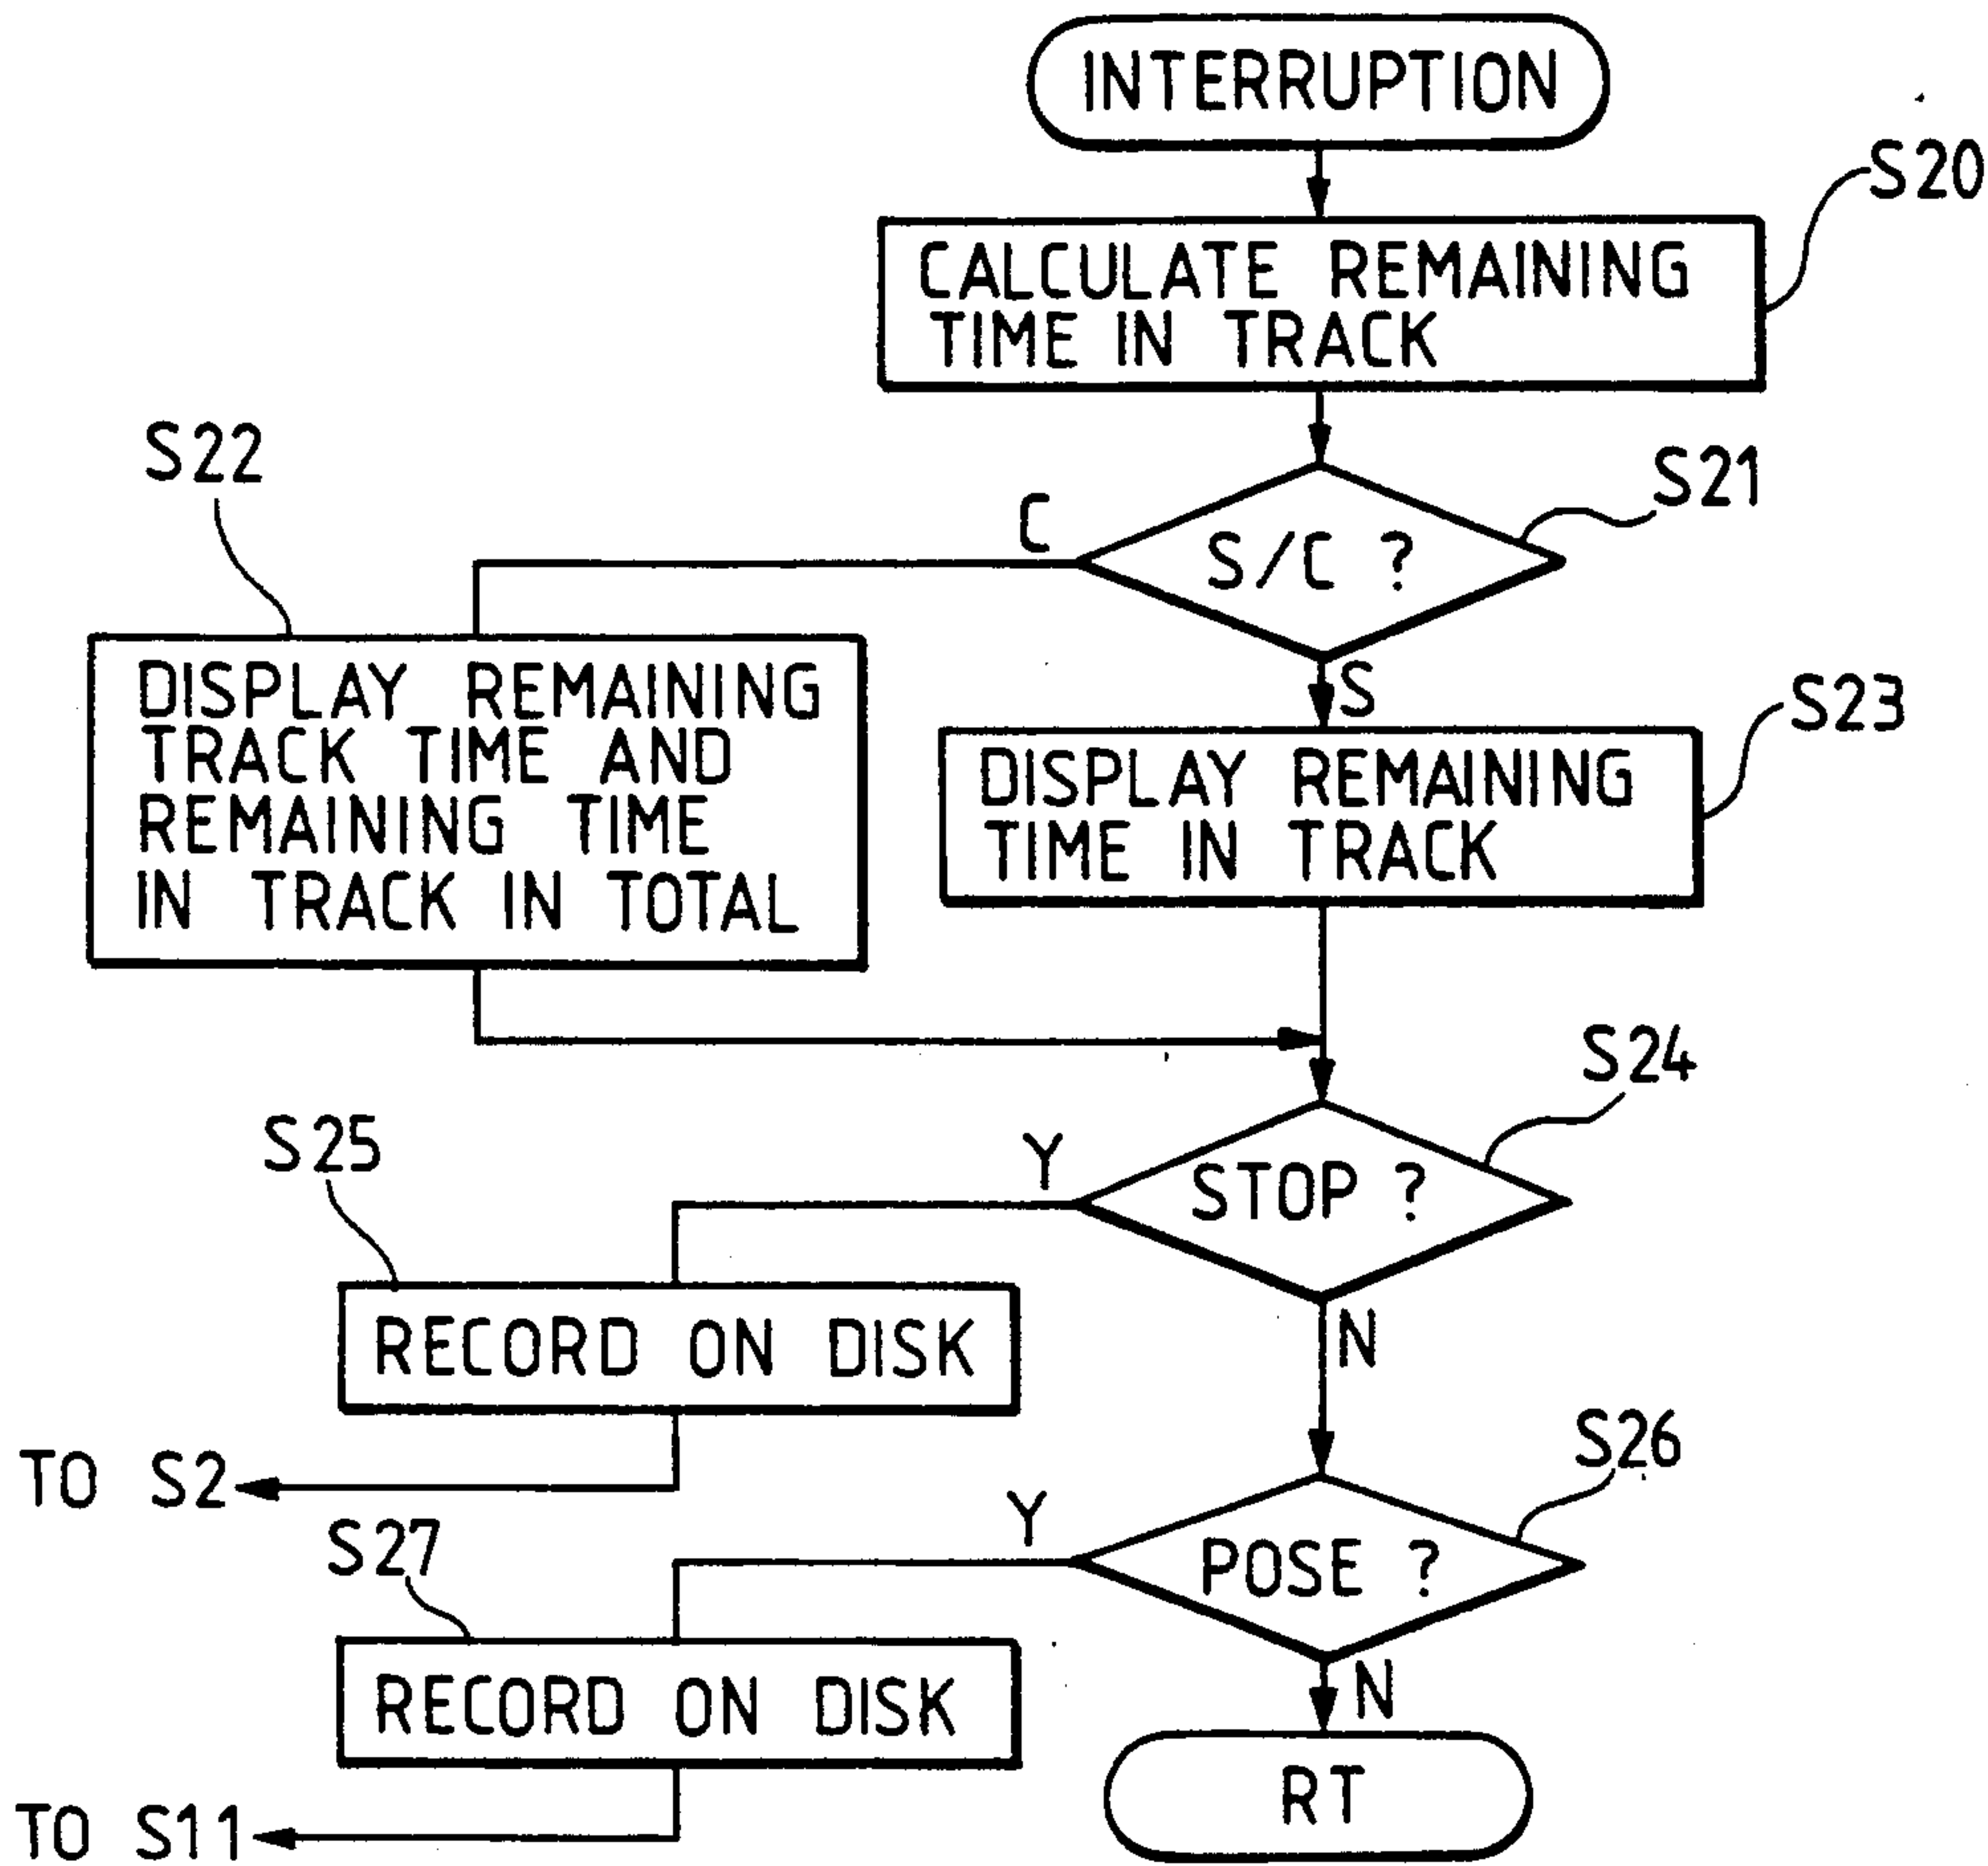 INTERRUPTION
S20
CALCULATE REMAINING
TIME IN TRACK
S22
C
S/C ?
S21
S
DISPLAY REMAINING
TRACK TIME AND
REMAINING TIME
IN TRACK IN TOTAL
S23
DISPLAY REMAINING
TIME IN TRACK
S24
S25
Y
STOP ?
N
RECORD ON DISK
TO S2
S26
S27
Y
POSE ?
N
RECORD ON DISK
TO S11
RT